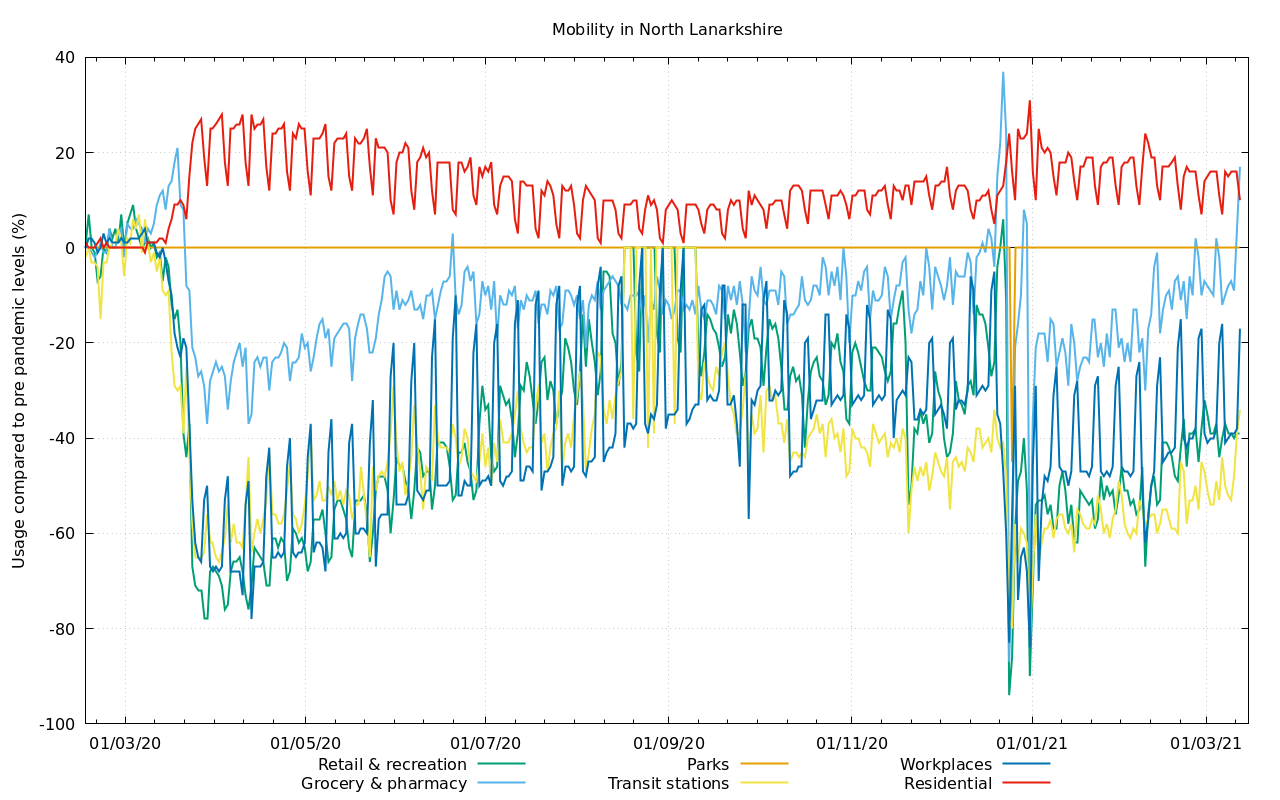 Mobility in North Lanarkshire
Usage compared to pre pandemic levels (%)
40
20
0
-20
-40
-60
-80
-100
01/03/20 01/05/20 01/07/20 01/09/20 01/11/20 01/01/21 01/03/21
Retail & recreation Parks Workplaces
Grocery & pharmacy Transit stations Residential